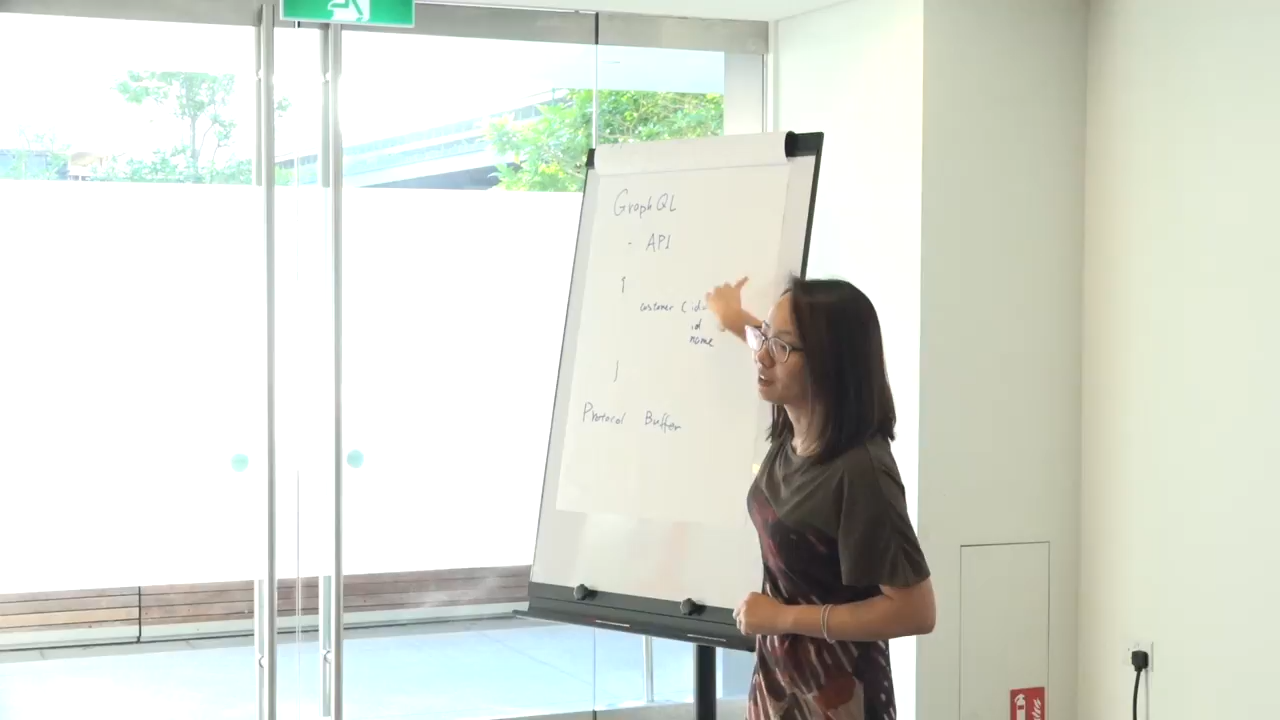 GraphQL
- API
{
customer (id:
id
name
}
Protocol Buffer